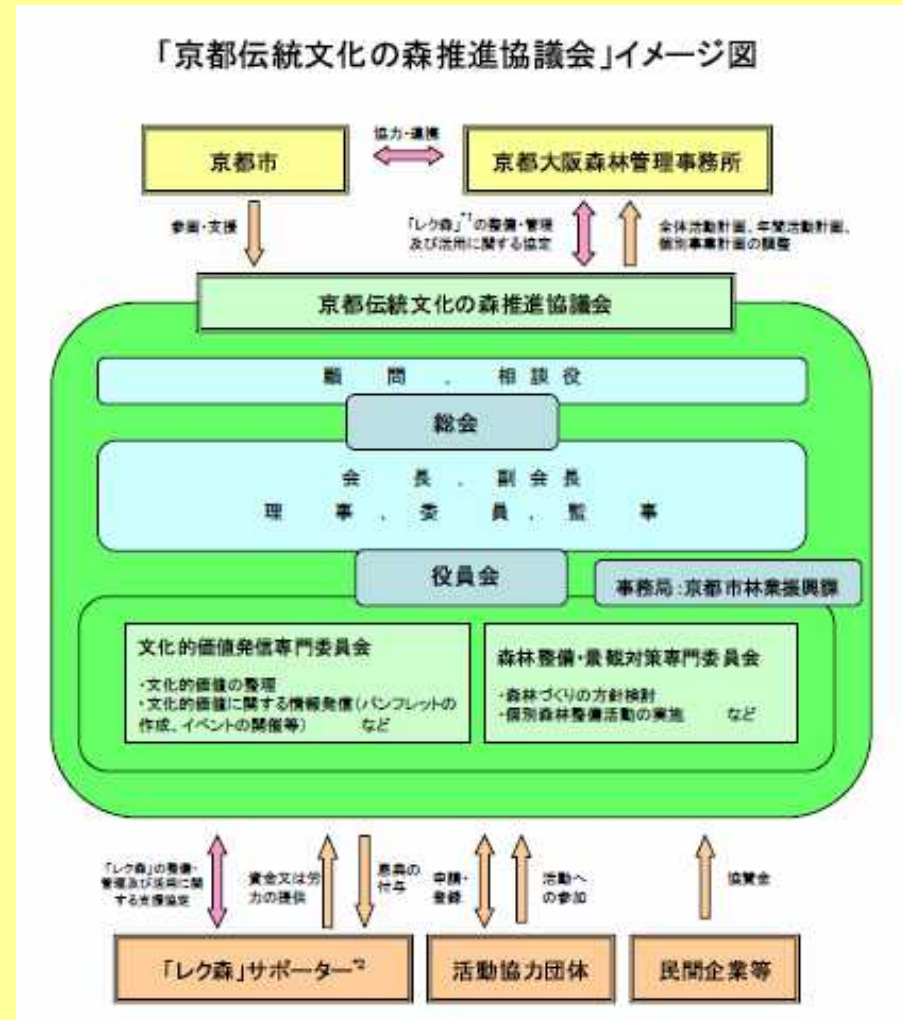 「京都伝統文化の森推進協議会」イメージ図
京都市
協力・連携
京都大阪森林管理事務所
参画・支援
「レク森」*1の整備・管理
及び活用に関する協定
全体活動計画、年間活動計画、
個別事業計画の調整
京都伝統文化の森推進協議会
顧問、相談役
総会
会長、副会長
理事、委員、監事
役員会
事務局：京都市林業振興課
文化的価値発信専門委員会
・文化的価値の整理
・文化的価値に関する情報発信（パンフレットの
作成、イベントの開催等） など
森林整備・景観対策専門委員会
・森林づくりの方針検討
・個別森林整備活動の実施 など
「レク森」の整備・
管理及び活用に関
する支援協定
資金又は労
力の提供
恩典の
付与
申請・
登録
活動へ
の参加
協賛金
「レク森」サポーター*2
活動協力団体
民間企業等